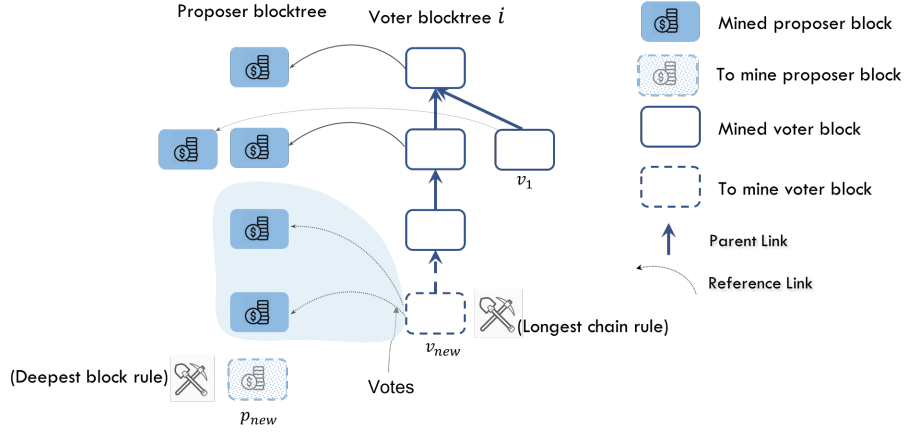 Proposer blocktree
Voter blocktree i
Mined proposer block
To mine proposer block
Mined voter block
v1
To mine voter block
Parent Link
Reference Link
(Longest chain rule)
vnew
(Deepest block rule)
Votes
pnew
$
$
$
$
$
$
$
$